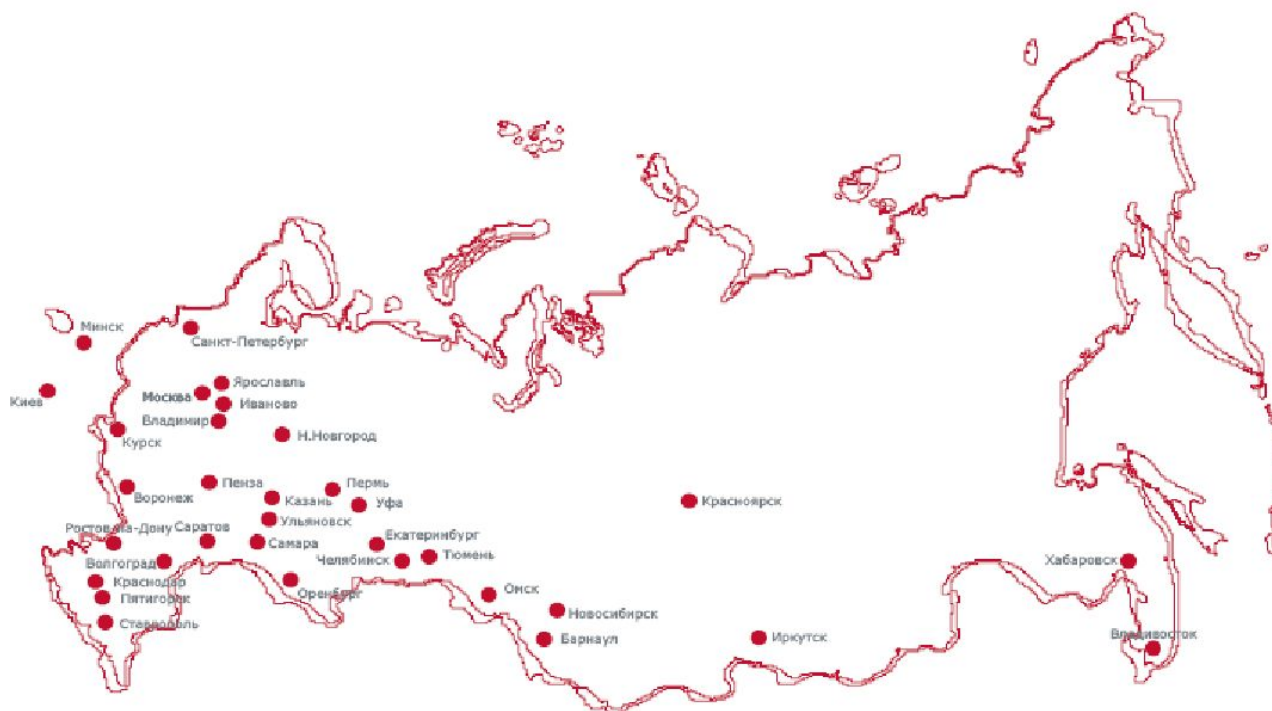 Минск
Санкт-Петербург
Ярославль
Москва
Киев
Иваново
Владимир
Н.Новгород
Курск
Пенза
Пермь
Казань
Воронеж
Уфа
Красноярск
Ульяновск
Ростов-на-Дону
Саратов
Екатеринбург
Самара
Тюмень
Волгоград
Челябинск
Хабаровск
Краснодар
Оренбург
Омск
Пятигорск
Новосибирск
Ставрополь
Барнаул
Иркутск
Владивосток